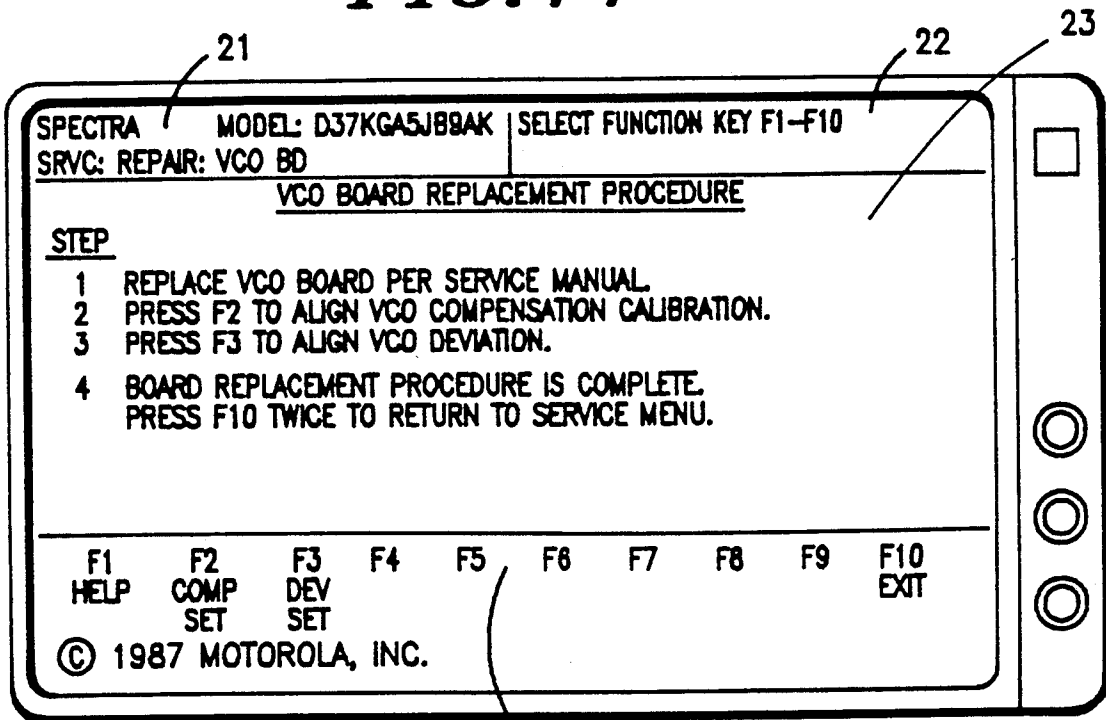 21
22
23
SPECTRA MODEL: D37KGA5JB9AK SELECT FUNCTION KEY F1-F10
SRVC: REPAIR: VCO BD
VCO BOARD REPLACEMENT PROCEDURE
STEP
1 REPLACE VCO BOARD PER SERVICE MANUAL.
2 PRESS F2 TO ALIGN VCO COMPENSATION CALIBRATION.
3 PRESS F3 TO ALIGN VCO DEVIATION.
4 BOARD REPLACEMENT PROCEDURE IS COMPLETE.
PRESS F10 TWICE TO RETURN TO SERVICE MENU.
F1 F2 F3 F4 F5 F6 F7 F8 F9 F10
HELP COMP DEV EXIT
SET SET
© 1987 MOTOROLA, INC.